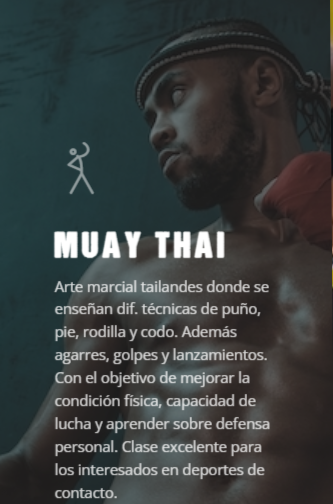 MUAY THAI
Arte marcial tailandes donde se
enseñan dif. técnicas de puño,
pie, rodilla y codo. Además
agarres, golpes y lanzamientos.
Con el objetivo de mejorar la
condición física, capacidad de
lucha y aprender sobre defensa
personal. Clase excelente para
los interesados en deportes de
contacto.